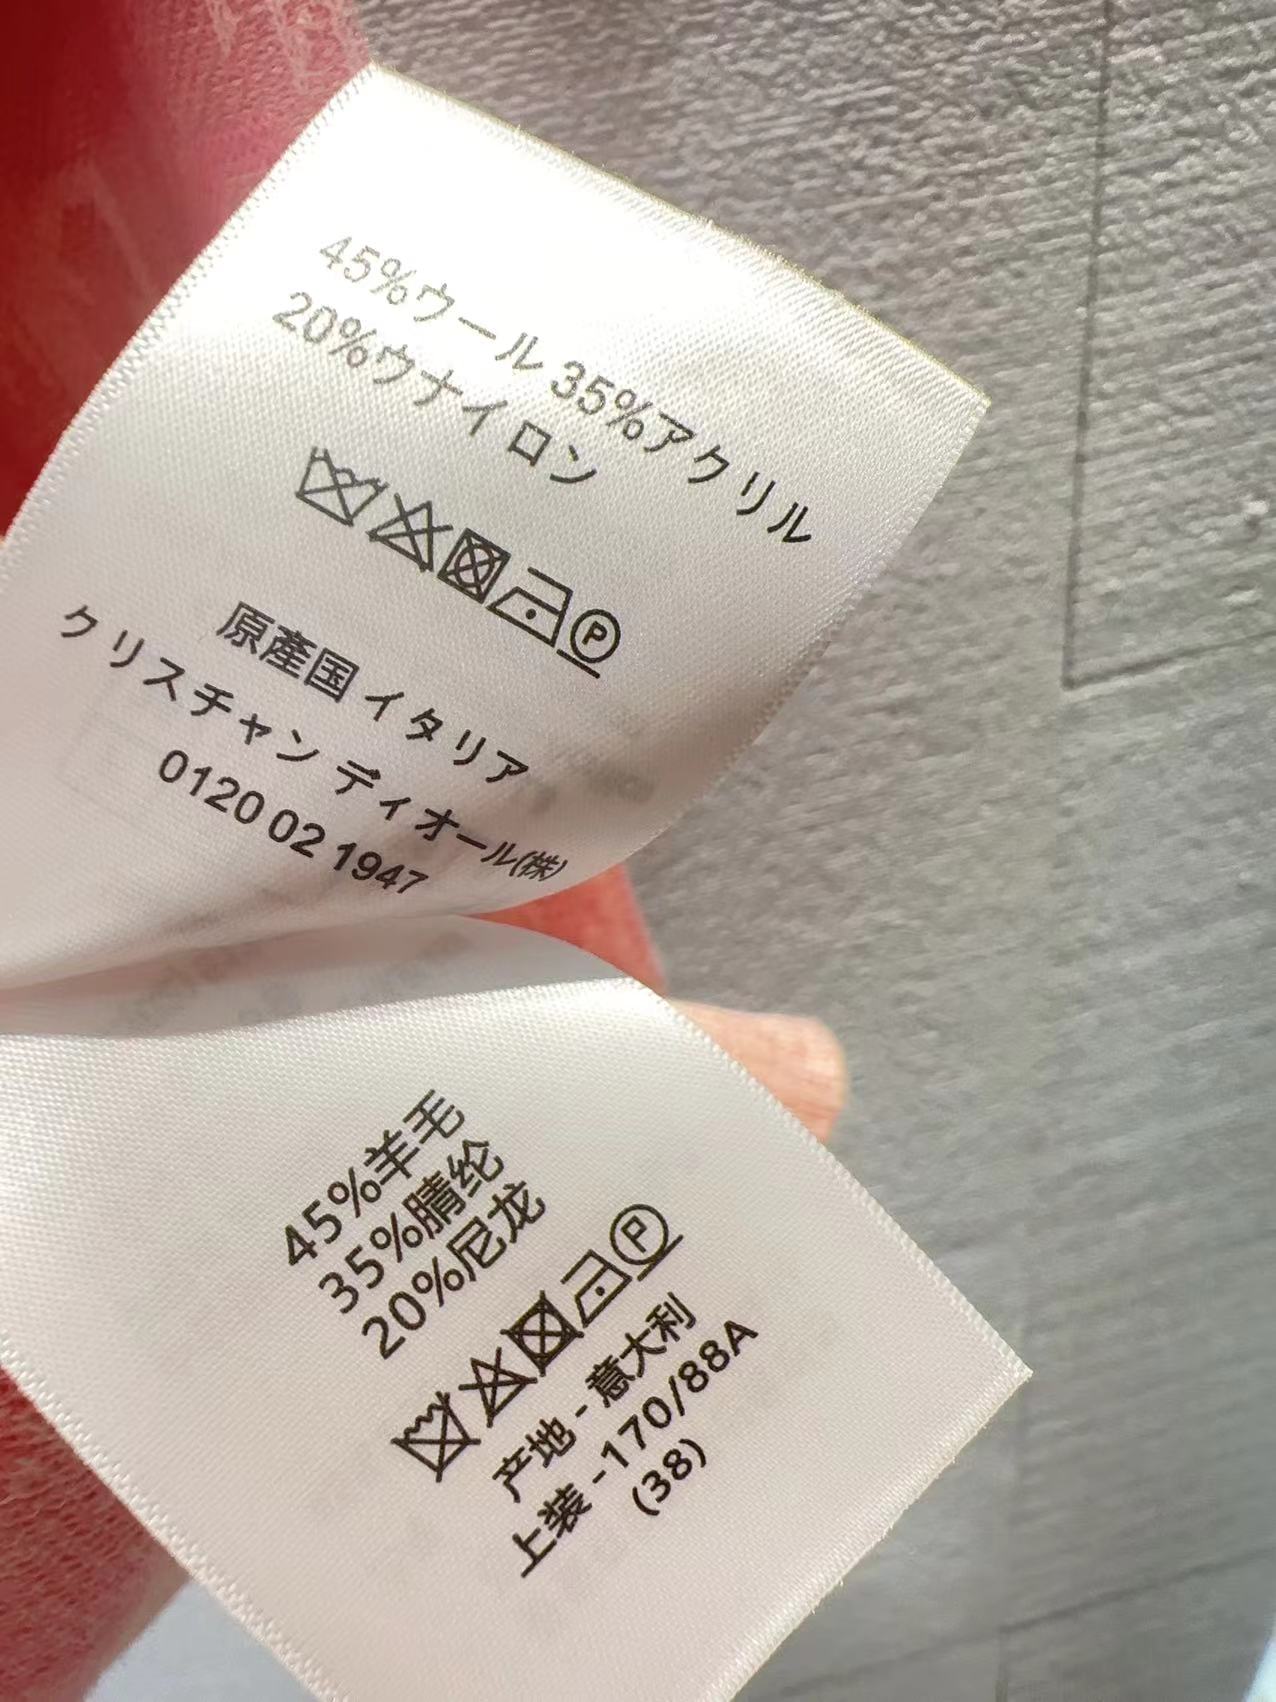 45%ウール 35%アクリル
20%ウナイロン
P
原產国 イタリア
クリスチャン ディオール(株)
0120 02 1947
45%羊毛
35%腈纶
20%尼龙
P
产地 - 意大利
上装 -170/88A
(38)